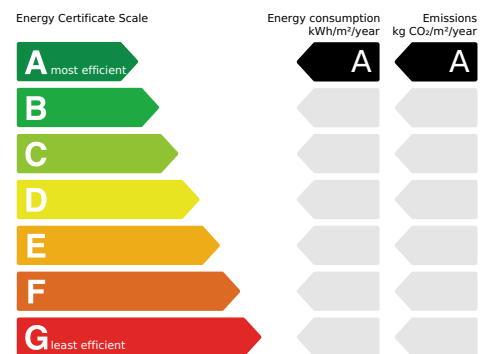 Energy Certificate Scale
Energy consumption
kWh/m²/year
Emissions
kg CO₂/m²/year
A most efficient
A
A
B
C
D
E
F
G least efficient